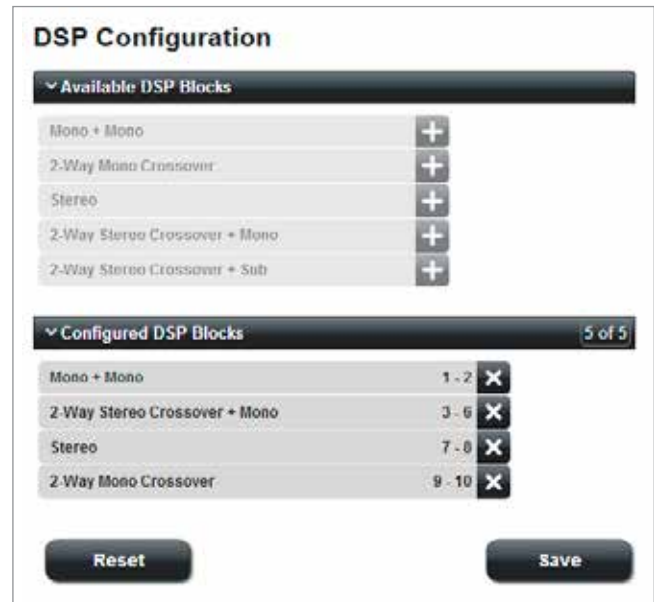 DSP Configuration
Available DSP Blocks
Mono + Mono
2-Way Mono Crossover
Stereo
2-Way Stereo Crossover + Mono
2-Way Stereo Crossover + Sub
Configured DSP Blocks 5 of 5
Mono + Mono 1 - 2
2-Way Stereo Crossover + Mono 3 - 6
Stereo 7 - 8
2-Way Mono Crossover 9 - 10
Reset Save